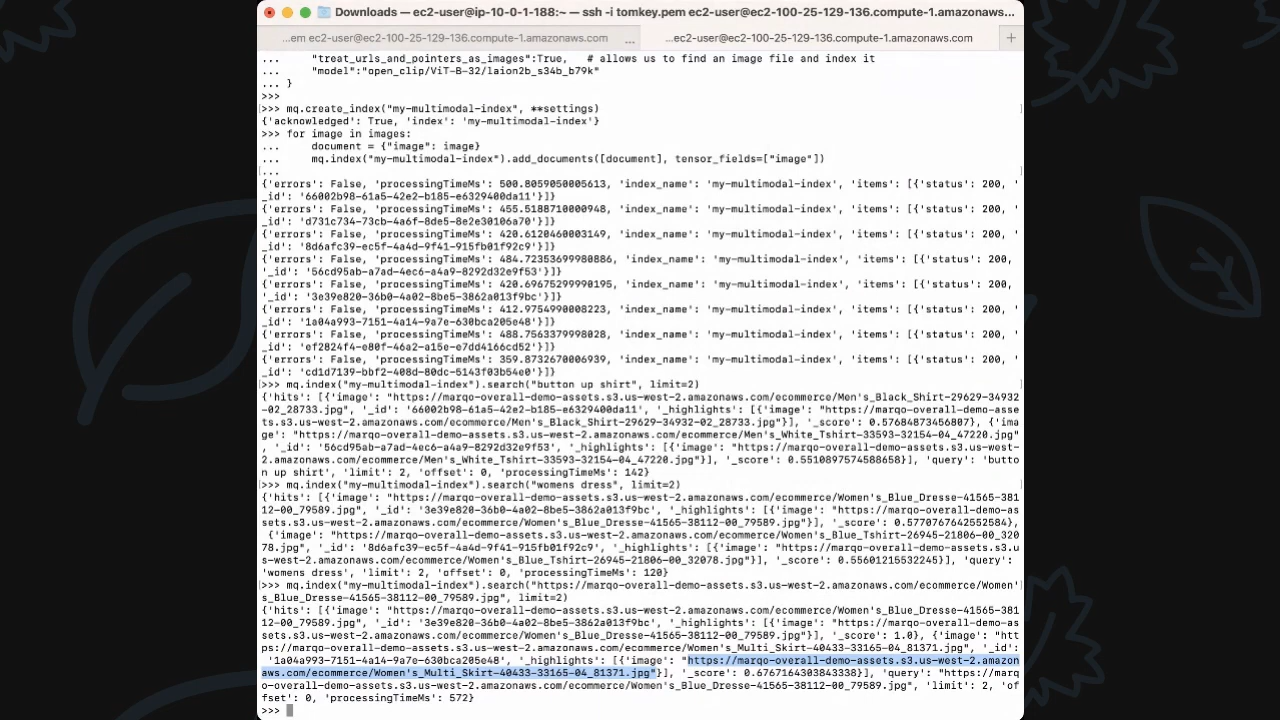 Downloads — ec2-user@ip-10-0-1-188:~ — ssh -i tomkey.pem ec2-user@ec2-100-25-129-136.compute-1.amazonaws...
...em ec2-user@ec2-100-25-129-136.compute-1.amazonaws.com ... ...ec2-user@ec2-100-25-129-136.compute-1.amazonaws.com +
... "treat_urls_and_pointers_as_images":True, # allows us to find an image file and index it
... "model":"open_clip/ViT-B-32/laion2b_s34b_b79k"
... }
>>>
>>> mq.create_index("my-multimodal-index", **settings)
{'acknowledged': True, 'index': 'my-multimodal-index'}
>>> for image in images:
... document = {"image": image}
... mq.index("my-multimodal-index").add_documents([document], tensor_fields=["image"])
...
{'errors': False, 'processingTimeMs': 500.8059050005613, 'index_name': 'my-multimodal-index', 'items': [{'status': 200, '
_id': '66002b98-61a5-42e2-b185-e6329400da11'}]}
{'errors': False, 'processingTimeMs': 455.5188710000948, 'index_name': 'my-multimodal-index', 'items': [{'status': 200, '
_id': 'd731c734-73cb-4a6f-8de5-8e2e30106a70'}]}
{'errors': False, 'processingTimeMs': 420.6120460003149, 'index_name': 'my-multimodal-index', 'items': [{'status': 200, '
_id': '8d6afc39-ec5f-4a4d-9f41-915fb01f92c9'}]}
{'errors': False, 'processingTimeMs': 484.72353699980886, 'index_name': 'my-multimodal-index', 'items': [{'status': 200,
'_id': '56cd95ab-a7ad-4ec6-a4a9-8292d32e9f53'}]}
{'errors': False, 'processingTimeMs': 420.69675299990195, 'index_name': 'my-multimodal-index', 'items': [{'status': 200,
'_id': '3e39e820-36b0-4a02-8be5-3862a013f9bc'}]}
{'errors': False, 'processingTimeMs': 412.9754990008223, 'index_name': 'my-multimodal-index', 'items': [{'status': 200, '
_id': '1a04a993-7151-4a14-9a7e-630bca205e48'}]}
{'errors': False, 'processingTimeMs': 488.7563379998028, 'index_name': 'my-multimodal-index', 'items': [{'status': 200, '
_id': 'ef2824f4-e80f-46a2-a15e-e7dd4166cd52'}]}
{'errors': False, 'processingTimeMs': 359.8732670006939, 'index_name': 'my-multimodal-index', 'items': [{'status': 200, '
_id': 'cd1d7139-bbf2-408d-80dc-5143f03b54e0'}]}
>>> mq.index("my-multimodal-index").search("button up shirt", limit=2)
{'hits': [{'image': "https://marqo-overall-demo-assets.s3.us-west-2.amazonaws.com/ecommerce/Men's_Black_Shirt-29629-34932
-02_28733.jpg", '_id': '66002b98-61a5-42e2-b185-e6329400da11', '_highlights': [{'image': "https://marqo-overall-demo-asse
ts.s3.us-west-2.amazonaws.com/ecommerce/Men's_Black_Shirt-29629-34932-02_28733.jpg"}], '_score': 0.57684873456807}, {'im
ge': "https://marqo-overall-demo-assets.s3.us-west-2.amazonaws.com/ecommerce/Men's_White_Tshirt-33593-32154-04_47220.jpg"
, '_id': '56cd95ab-a7ad-4ec6-a4a9-8292d32e9f53', '_highlights': [{'image': "https://marqo-overall-demo-assets.s3.us-west-
2.amazonaws.com/ecommerce/Men's_White_Tshirt-33593-32154-04_47220.jpg"}], '_score': 0.5510897574588658}], 'query': 'butto
n up shirt', 'limit': 2, 'offset': 0, 'processingTimeMs': 142}
>>> mq.index("my-multimodal-index").search("womens dress", limit=2)
{'hits': [{'image': "https://marqo-overall-demo-assets.s3.us-west-2.amazonaws.com/ecommerce/Women's_Blue_Dresse-41565-381
12-00_79589.jpg", '_id': '3e39e820-36b0-4a02-8be5-3862a013f9bc', '_highlights': [{'image': "https://marqo-overall-demo-as
sets.s3.us-west-2.amazonaws.com/ecommerce/Women's_Blue_Dresse-41565-38112-00_79589.jpg"}], '_score': 0.5770767642552584},
{'image': "https://marqo-overall-demo-assets.s3.us-west-2.amazonaws.com/ecommerce/Women's_Blue_Tshirt-26945-21806-00_320
78.jpg", '_id': '8d6afc39-ec5f-4a4d-9f41-915fb01f92c9', '_highlights': [{'image': "https://marqo-overall-demo-assets.s3.u
s-west-2.amazonaws.com/ecommerce/Women's_Blue_Tshirt-26945-21806-00_32078.jpg"}], '_score': 0.55601215532245}], 'query':
'womens dress', 'limit': 2, 'offset': 0, 'processingTimeMs': 120}
>>> mq.index("my-multimodal-index").search("https://marqo-overall-demo-assets.s3.us-west-2.amazonaws.com/ecommerce/Women'
s_Blue_Dresse-41565-38112-00_79589.jpg", limit=2)
{'hits': [{'image': "https://marqo-overall-demo-assets.s3.us-west-2.amazonaws.com/ecommerce/Women's_Blue_Dresse-41565-381
12-00_79589.jpg", '_id': '3e39e820-36b0-4a02-8be5-3862a013f9bc', '_highlights': [{'image': "https://marqo-overall-demo-as
sets.s3.us-west-2.amazonaws.com/ecommerce/Women's_Blue_Dresse-41565-38112-00_79589.jpg"}], '_score': 1.0}, {'image': "htt
ps://marqo-overall-demo-assets.s3.us-west-2.amazonaws.com/ecommerce/Women's_Multi_Skirt-40433-33165-04_81371.jpg", '_id':
'1a04a993-7151-4a14-9a7e-630bca205e48', '_highlights': [{'image': "https://marqo-overall-demo-assets.s3.us-west-2.amazon
aws.com/ecommerce/Women's_Multi_Skirt-40433-33165-04_81371.jpg"}], '_score': 0.6767164303843338}], 'query': "https://marq
o-overall-demo-assets.s3.us-west-2.amazonaws.com/ecommerce/Women's_Blue_Dresse-41565-38112-00_79589.jpg", 'limit': 2, 'of
fset': 0, 'processingTimeMs': 572}
>>>